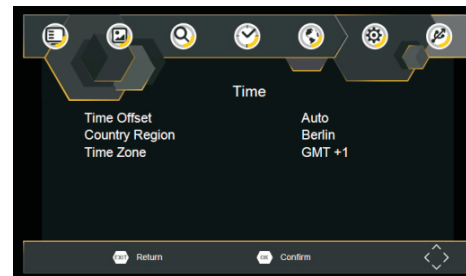 Time
Time Offset Auto
Country Region Berlin
Time Zone GMT +1
EXIT Return OK Confirm